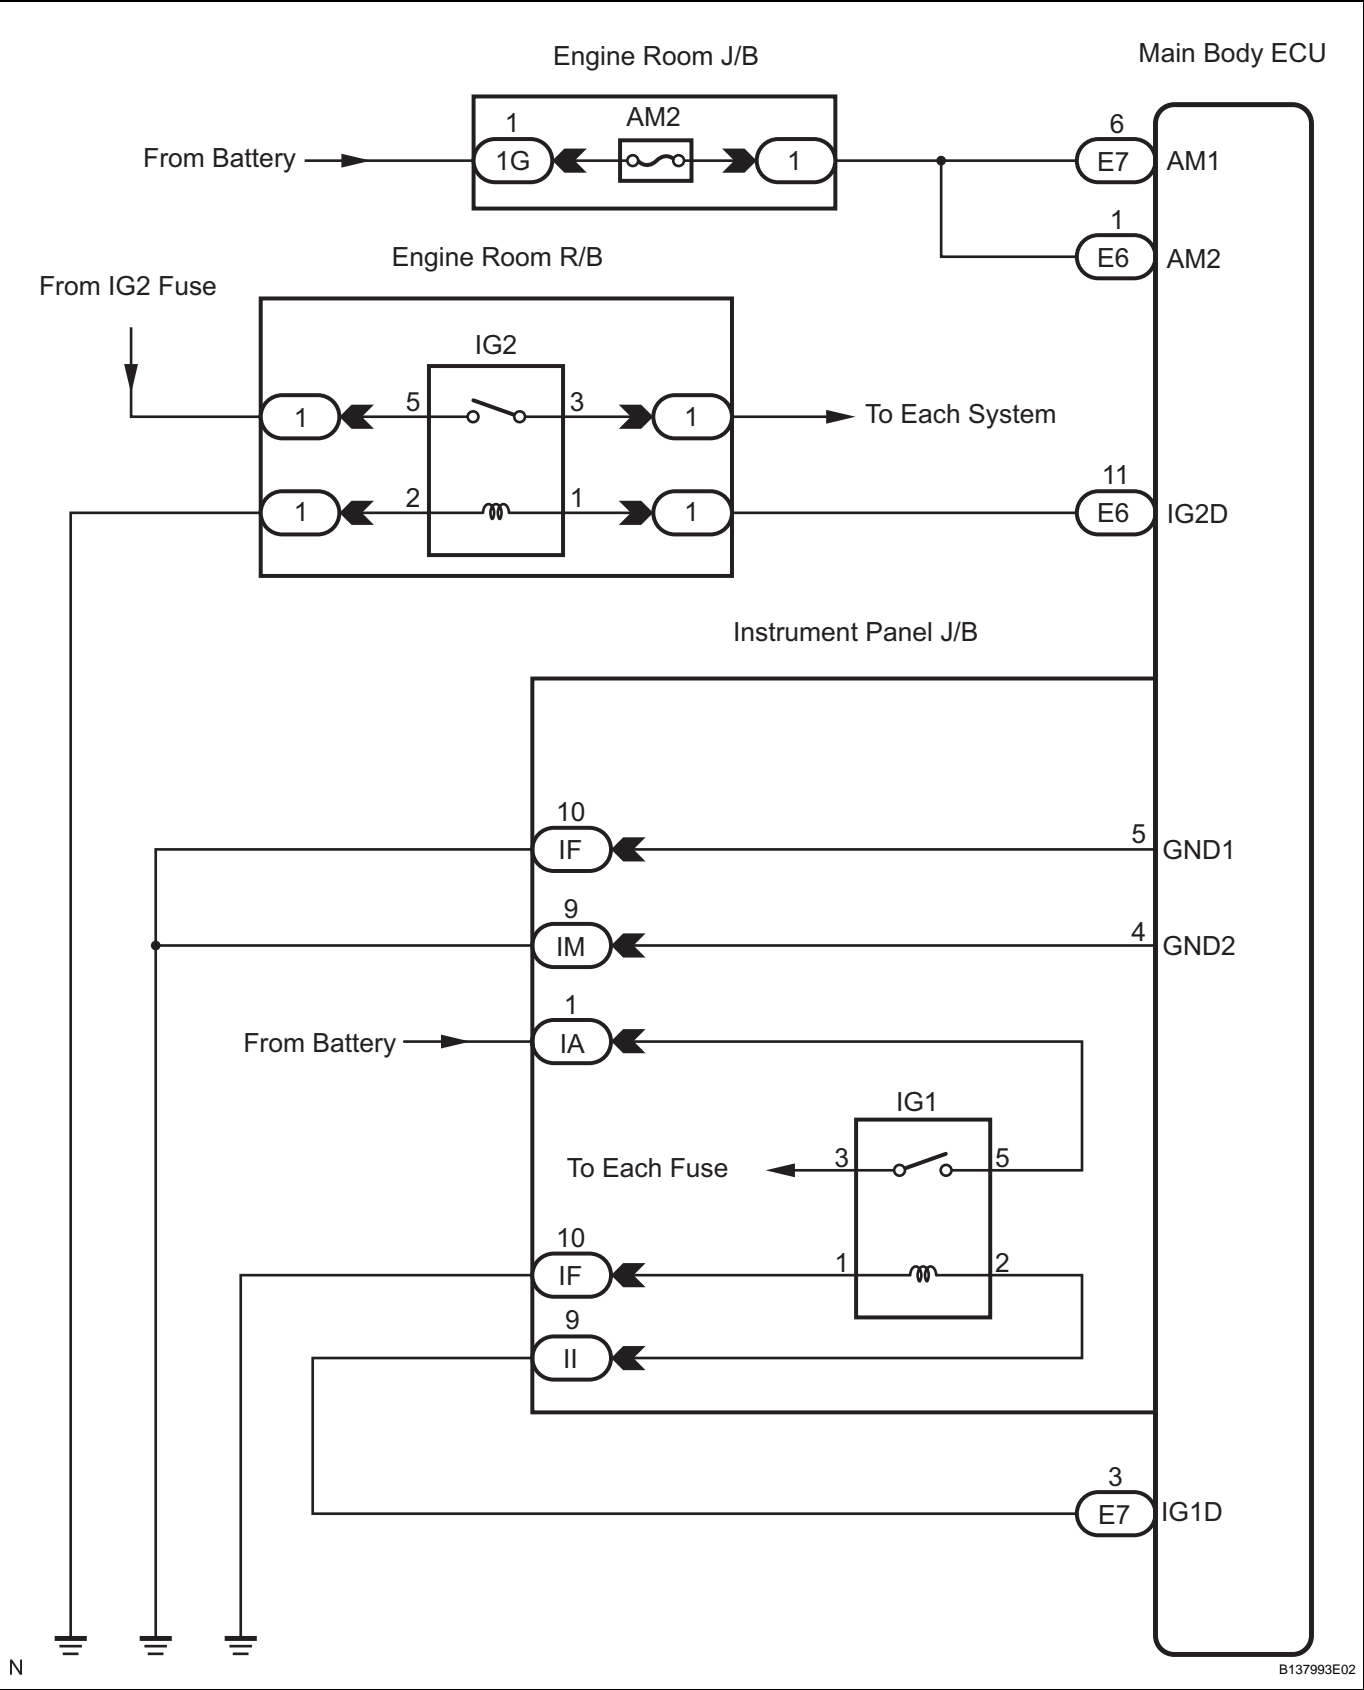 Engine Room J/B
Main Body ECU
1
AM2
6
From Battery
1G
1
E7
AM1
1
E6
AM2
Engine Room R/B
From IG2 Fuse
IG2
1
5
3
1
To Each System
11
1
2
1
1
E6
IG2D
Instrument Panel J/B
10
IF
5
GND1
9
IM
4
GND2
1
From Battery
IA
IG1
To Each Fuse
3
5
10
IF
1
2
9
II
3
E7
IG1D
N
B137993E02